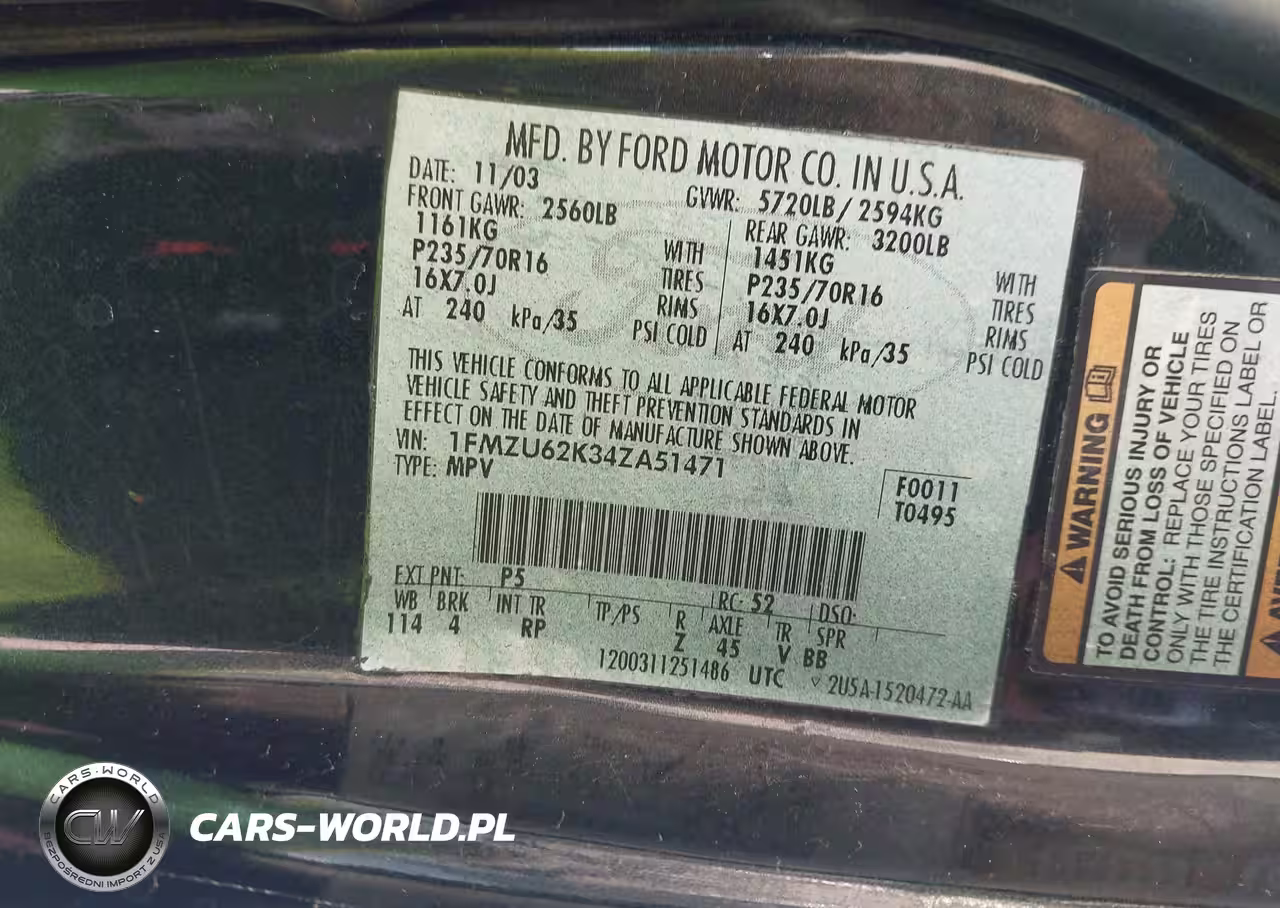 MFD. BY FORD MOTOR CO. IN U.S.A.
DATE: 11/03 GVWR: 5720LB / 2594KG
FRONT GAWR: 2560LB REAR GAWR: 3200LB
1161KG WITH 1451KG WITH
P235/70R16 TIRES P235/70R16 TIRES
16X7.0J RIMS 16X7.0J RIMS
AT 240 kPa/35 PSI COLD AT 240 kPa/35 PSI COLD
THIS VEHICLE CONFORMS TO ALL APPLICABLE FEDERAL MOTOR
VEHICLE SAFETY AND THEFT PREVENTION STANDARDS IN
EFFECT ON THE DATE OF MANUFACTURE SHOWN ABOVE.
VIN: 1FMZU62K34ZA51471
TYPE: MPV
F0011
T0495
EXT PNT: P5 RC: 52 DSO:
WB BRK INT TR TP/PS R AXLE TR SPR
114 4 RP Z 45 V BB
1200311251486 UTC 2U5A-1520472-AA
WARNING
TO AVOID SERIOUS INJURY OR
DEATH FROM LOSS OF VEHICLE
CONTROL: REPLACE YOUR TIRES
ONLY WITH THOSE SPECIFIED ON
THE TIRE INSTRUCTIONS LABEL OR
THE CERTIFICATION LABEL.
CARS-WORLD
CW
BEZPOŚREDNI IMPORT Z USA
CARS-WORLD.PL